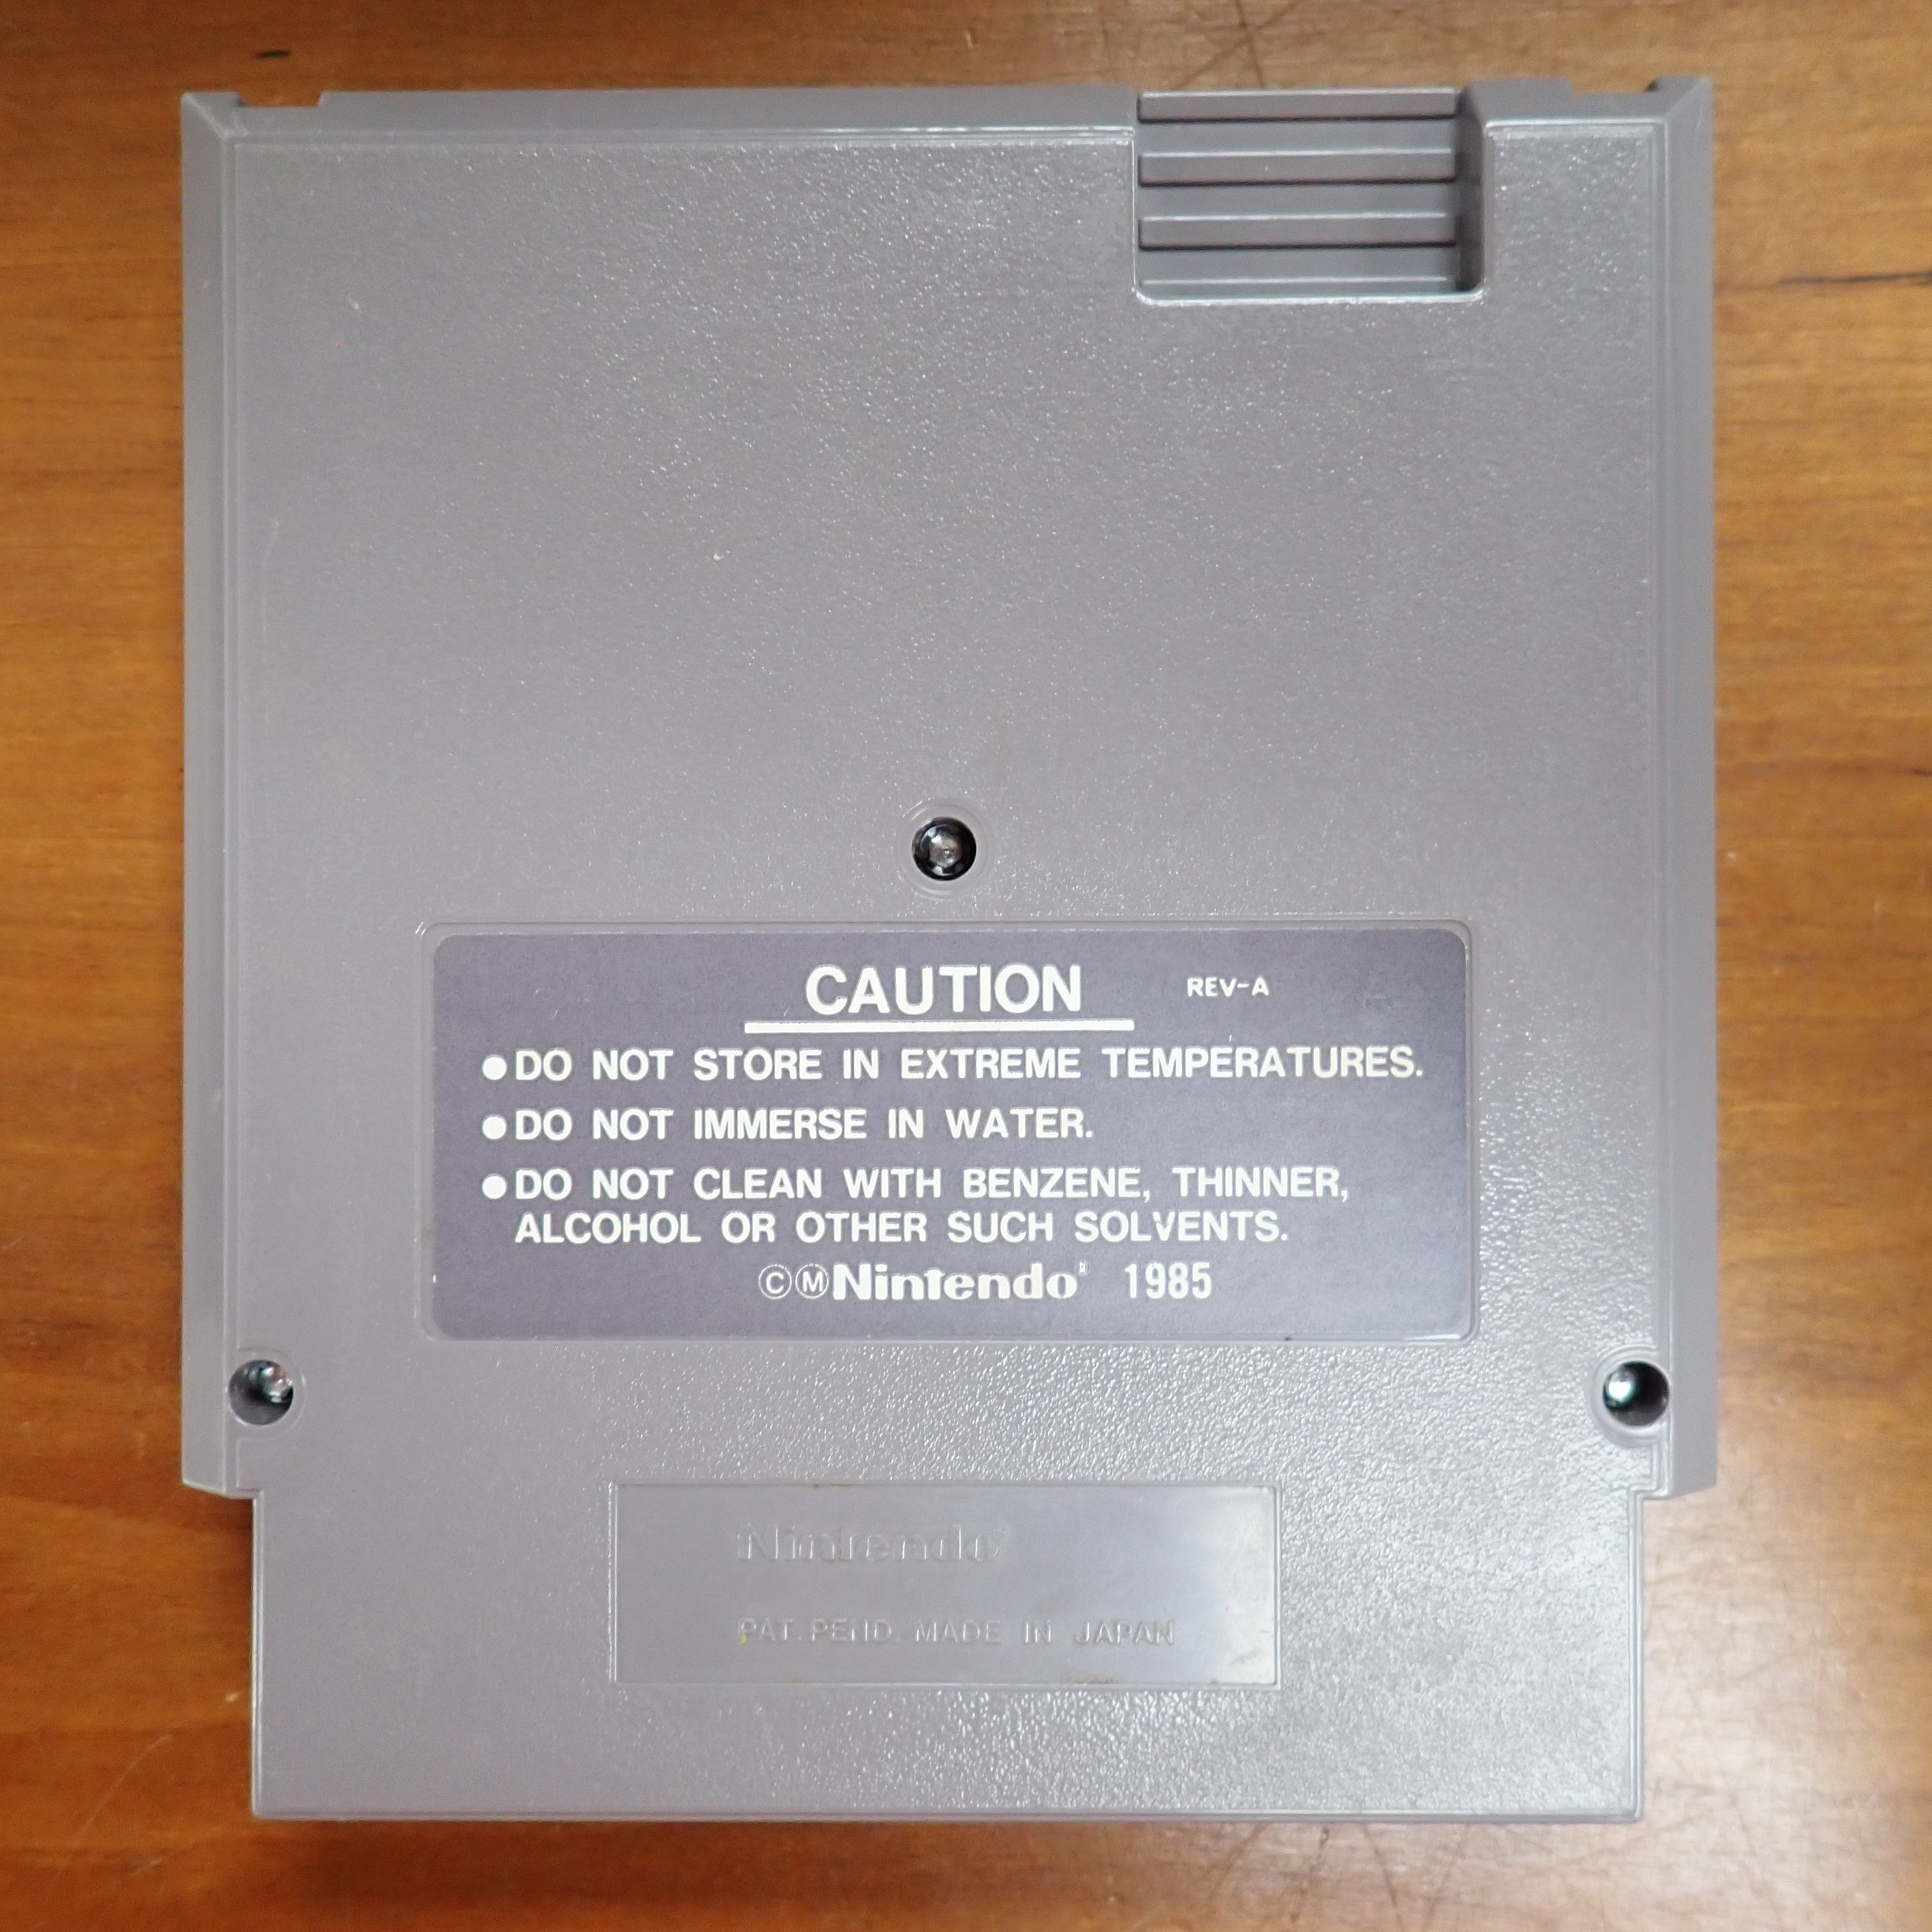 CAUTION REV-A
●DO NOT STORE IN EXTREME TEMPERATURES.
●DO NOT IMMERSE IN WATER.
●DO NOT CLEAN WITH BENZENE, THINNER,
ALCOHOL OR OTHER SUCH SOLVENTS.
ⒸⓂNintendo® 1985
Nintendo®
PAT. PEND. MADE IN JAPAN